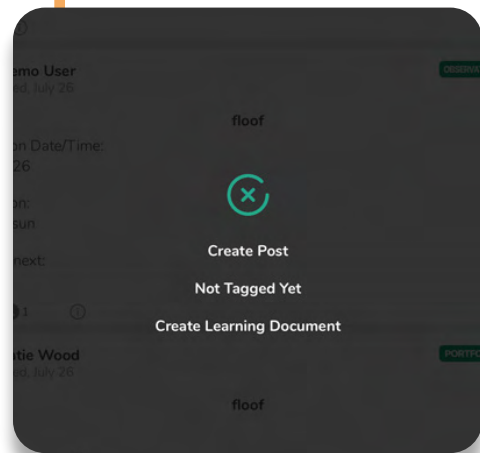 emo User
OBSERVAT
ed, July 26
floof
on Date/Time:
26
on:
sun
Create Post
next:
Not Tagged Yet
1
Create Learning Document
tie Wood
PORTFO
ed, July 26
floof